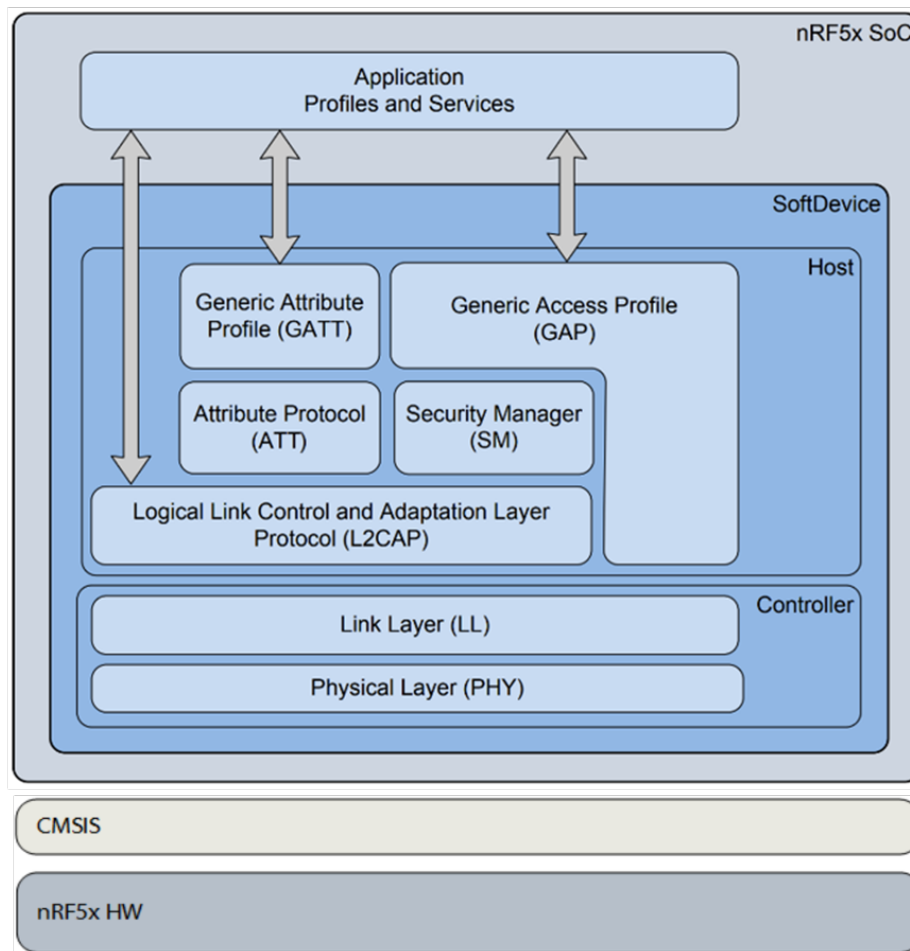 nRF5x SoC
Application
Profiles and Services
SoftDevice
Host
Generic Attribute
Profile (GATT)
Generic Access Profile
(GAP)
Attribute Protocol
(ATT)
Security Manager
(SM)
Logical Link Control and Adaptation Layer
Protocol (L2CAP)
Controller
Link Layer (LL)
Physical Layer (PHY)
CMSIS
nRF5x HW